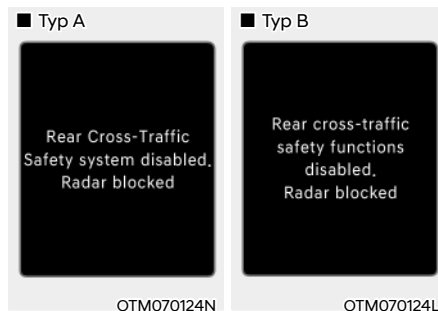 ■ Typ A
Rear Cross-Traffic
Safety system disabled.
Radar blocked
OTM070124N
■ Typ B
Rear cross-traffic
safety functions
disabled.
Radar blocked
OTM070124L